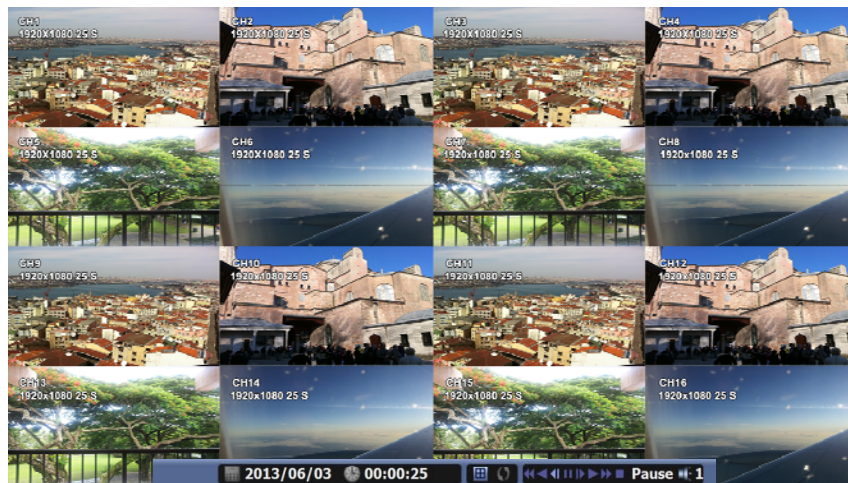 CH1
1920X1080 25 S
CH2
1920X1080 25 S
CH3
1920X1080 25 S
CH4
1920X1080 25 S
CH5
1920X1080 25 S
CH6
1920X1080 25 S
CH7
1920x1080 25 S
CH8
1920x1080 25 S
CH9
1920x1080 25 S
CH10
1920x1080 25 S
CH11
1920x1080 25 S
CH12
1920x1080 25 S
CH13
1920x1080 25 S
CH14
1920x1080 25 S
CH15
1920x1080 25 S
CH16
1920x1080 25 S
2013/06/03 00:00:25 Pause 1